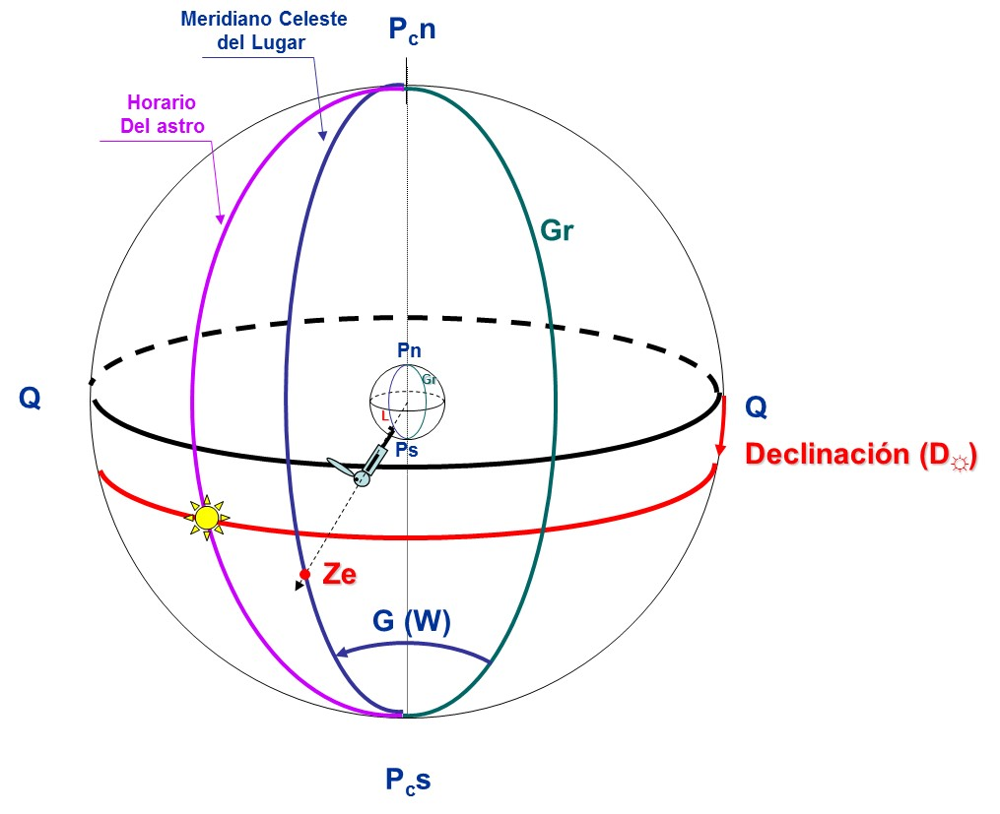 Meridiano Celeste
del Lugar
Pcn
Horario
Del astro
Gr
Pn
Gr
Q
L
Q
Ps
Declinación (D☼)
Ze
G (W)
Pcs